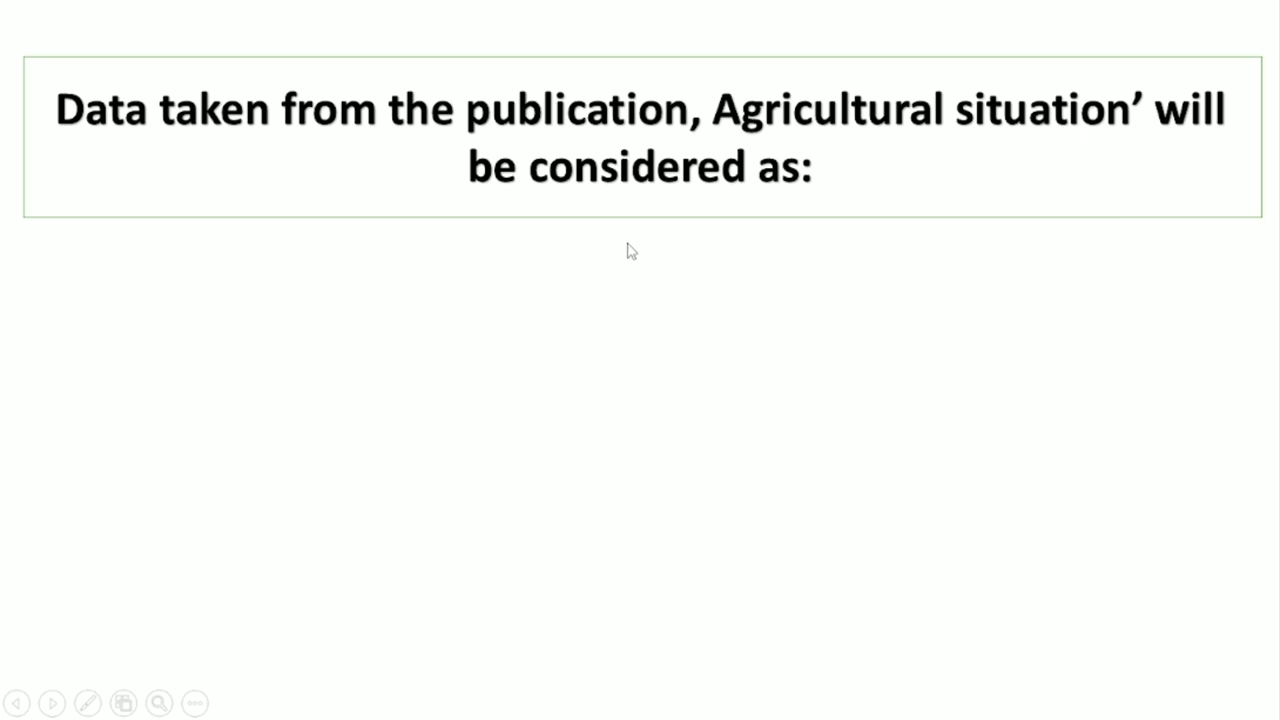 Data taken from the publication, Agricultural situation’ will
be considered as: